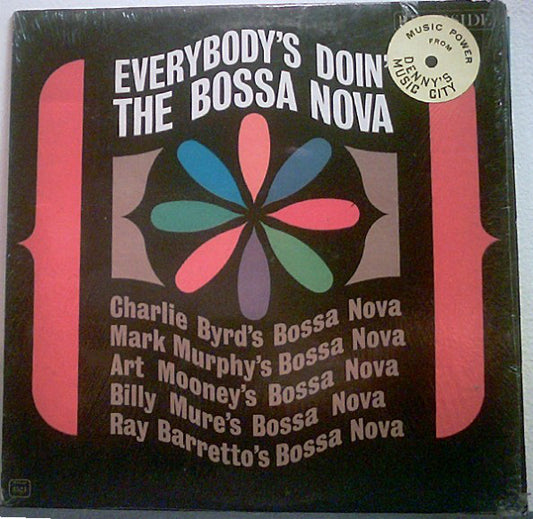 EVERYBODY'S DOIN'
THE BOSSA NOVA
MUSIC POWER
FROM
DENNY'S
MUSIC CITY
Charlie Byrd's Bossa Nova
Mark Murphy's Bossa Nova
Art Mooney's Bossa Nova
Billy Mure's Bossa Nova
Ray Barretto's Bossa Nova